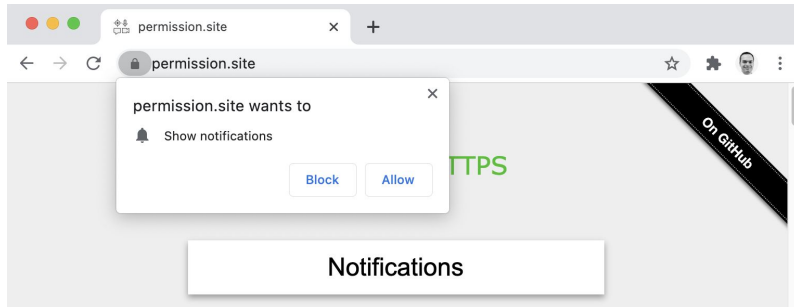 permission.site
permission.site
permission.site wants to
Show notifications
Block Allow
TTPS
On GitHub
Notifications